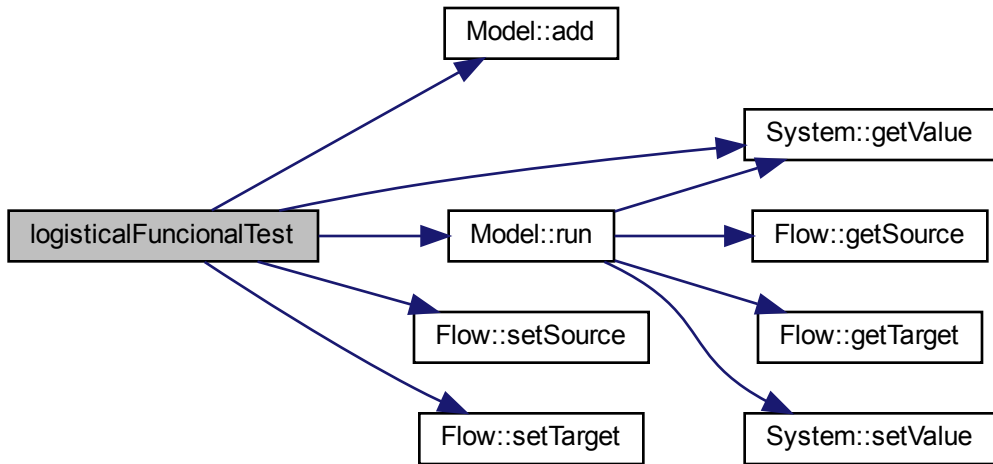 Model::add
System::getValue
logisticalFuncionalTest
Model::run
Flow::getSource
Flow::setSource
Flow::getTarget
Flow::setTarget
System::setValue